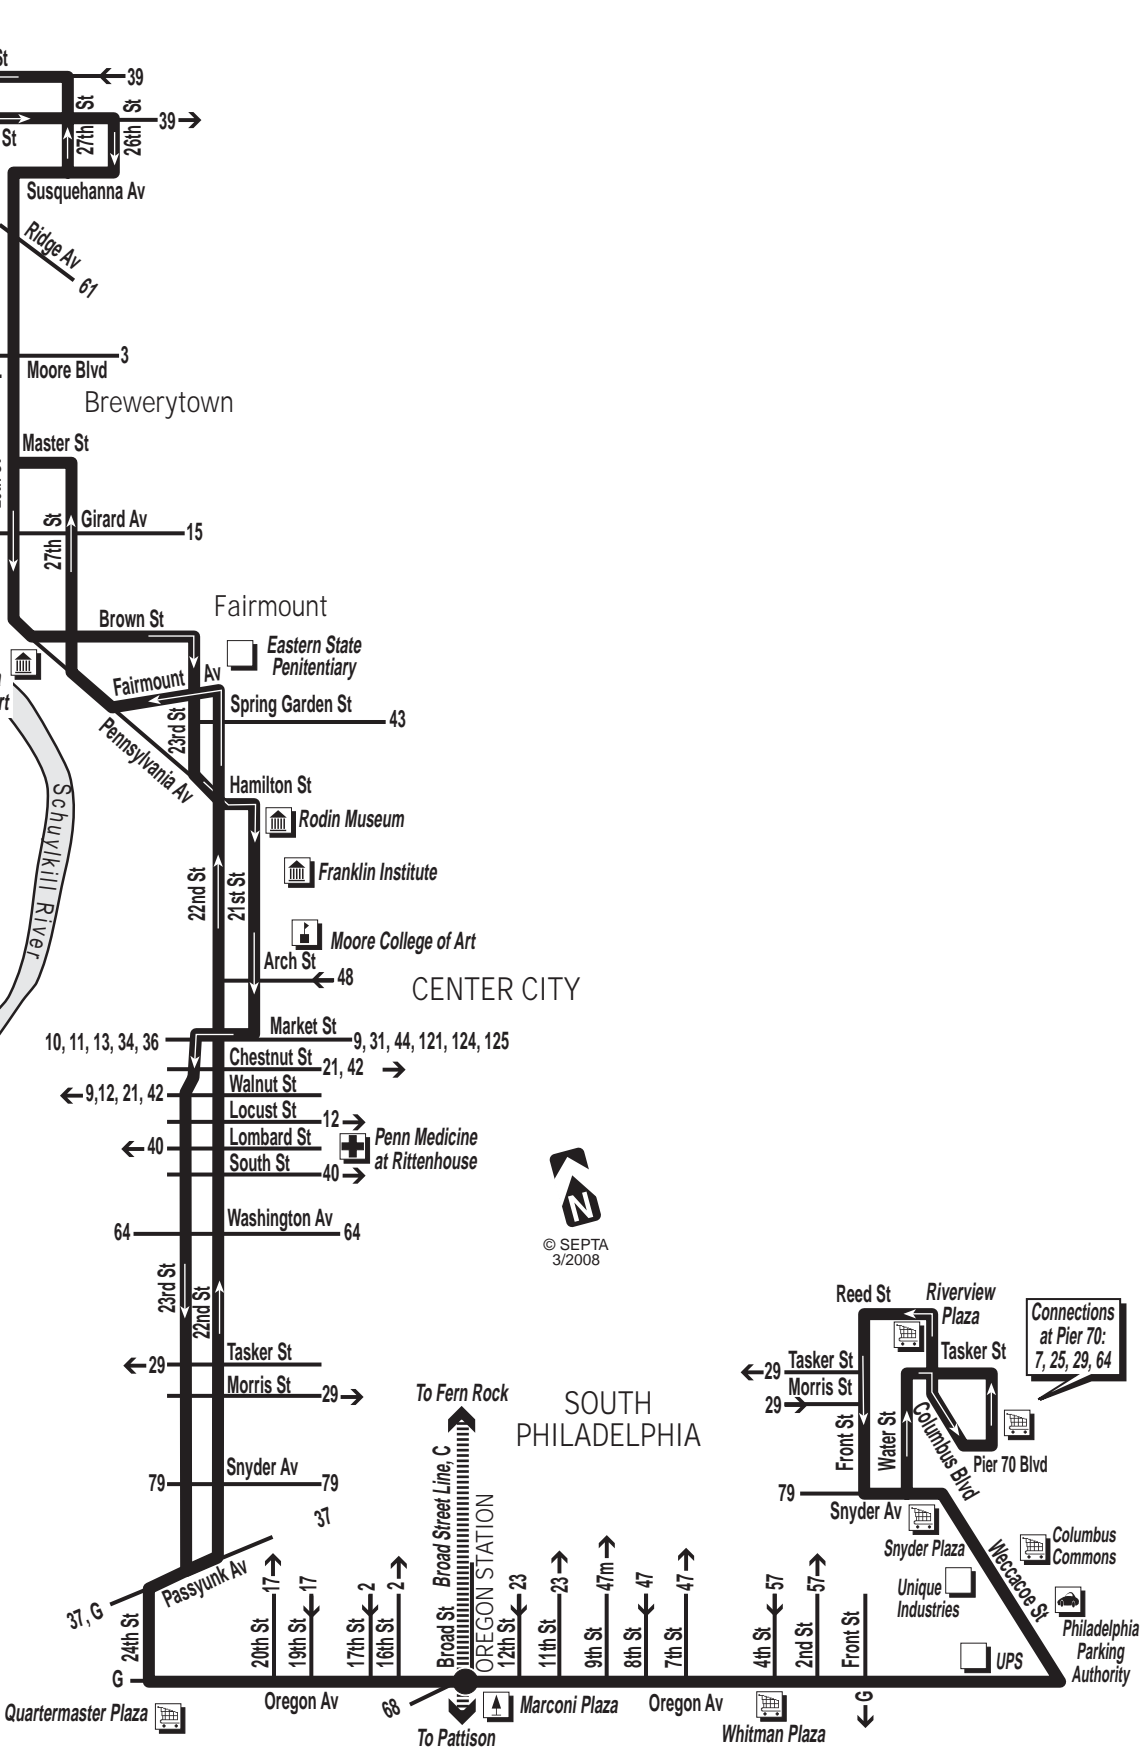 St
39
27th St
26th St
39
St
Susquehanna Av
Ridge Av
61
3
Moore Blvd
Brewerytown
Master St
27th St
Girard Av
15
Fairmount
Brown St
Eastern State
Penitentiary
Fairmount Av
Spring Garden St
43
23rd St
Pennsylvania Av
Hamilton St
Rodin Museum
Schuylkill River
22nd St
21st St
Franklin Institute
Moore College of Art
Arch St
48
CENTER CITY
Market St
10, 11, 13, 34, 36
9, 31, 44, 121, 124, 125
Chestnut St
21, 42
9,12, 21, 42
Walnut St
Locust St
12
40
Lombard St
Penn Medicine
at Rittenhouse
South St
40
N
© SEPTA
3/2008
64
Washington Av
64
23rd St
22nd St
29
Tasker St
Morris St
29
Snyder Av
79
79
37
Passyunk Av
37, G
24th St
G
Quartermaster Plaza
To Fern Rock
Broad Street Line, C
Broad St
OREGON STATION
SOUTH
PHILADELPHIA
17
17
2
2
23
23
47m
47
47
57
57
20th St
19th St
17th St
16th St
12th St
11th St
9th St
8th St
7th St
4th St
2nd St
Front St
Oregon Av
68
Marconi Plaza
Oregon Av
To Pattison
Whitman Plaza
G
Reed St
Riverview
Plaza
Connections
at Pier 70:
7, 25, 29, 64
29
Tasker St
Tasker St
29
Morris St
Front St
Water St
Columbus Blvd
Pier 70 Blvd
79
Snyder Av
Snyder Plaza
Weccacoe St
Columbus
Commons
Unique
Industries
Philadelphia
Parking
Authority
UPS